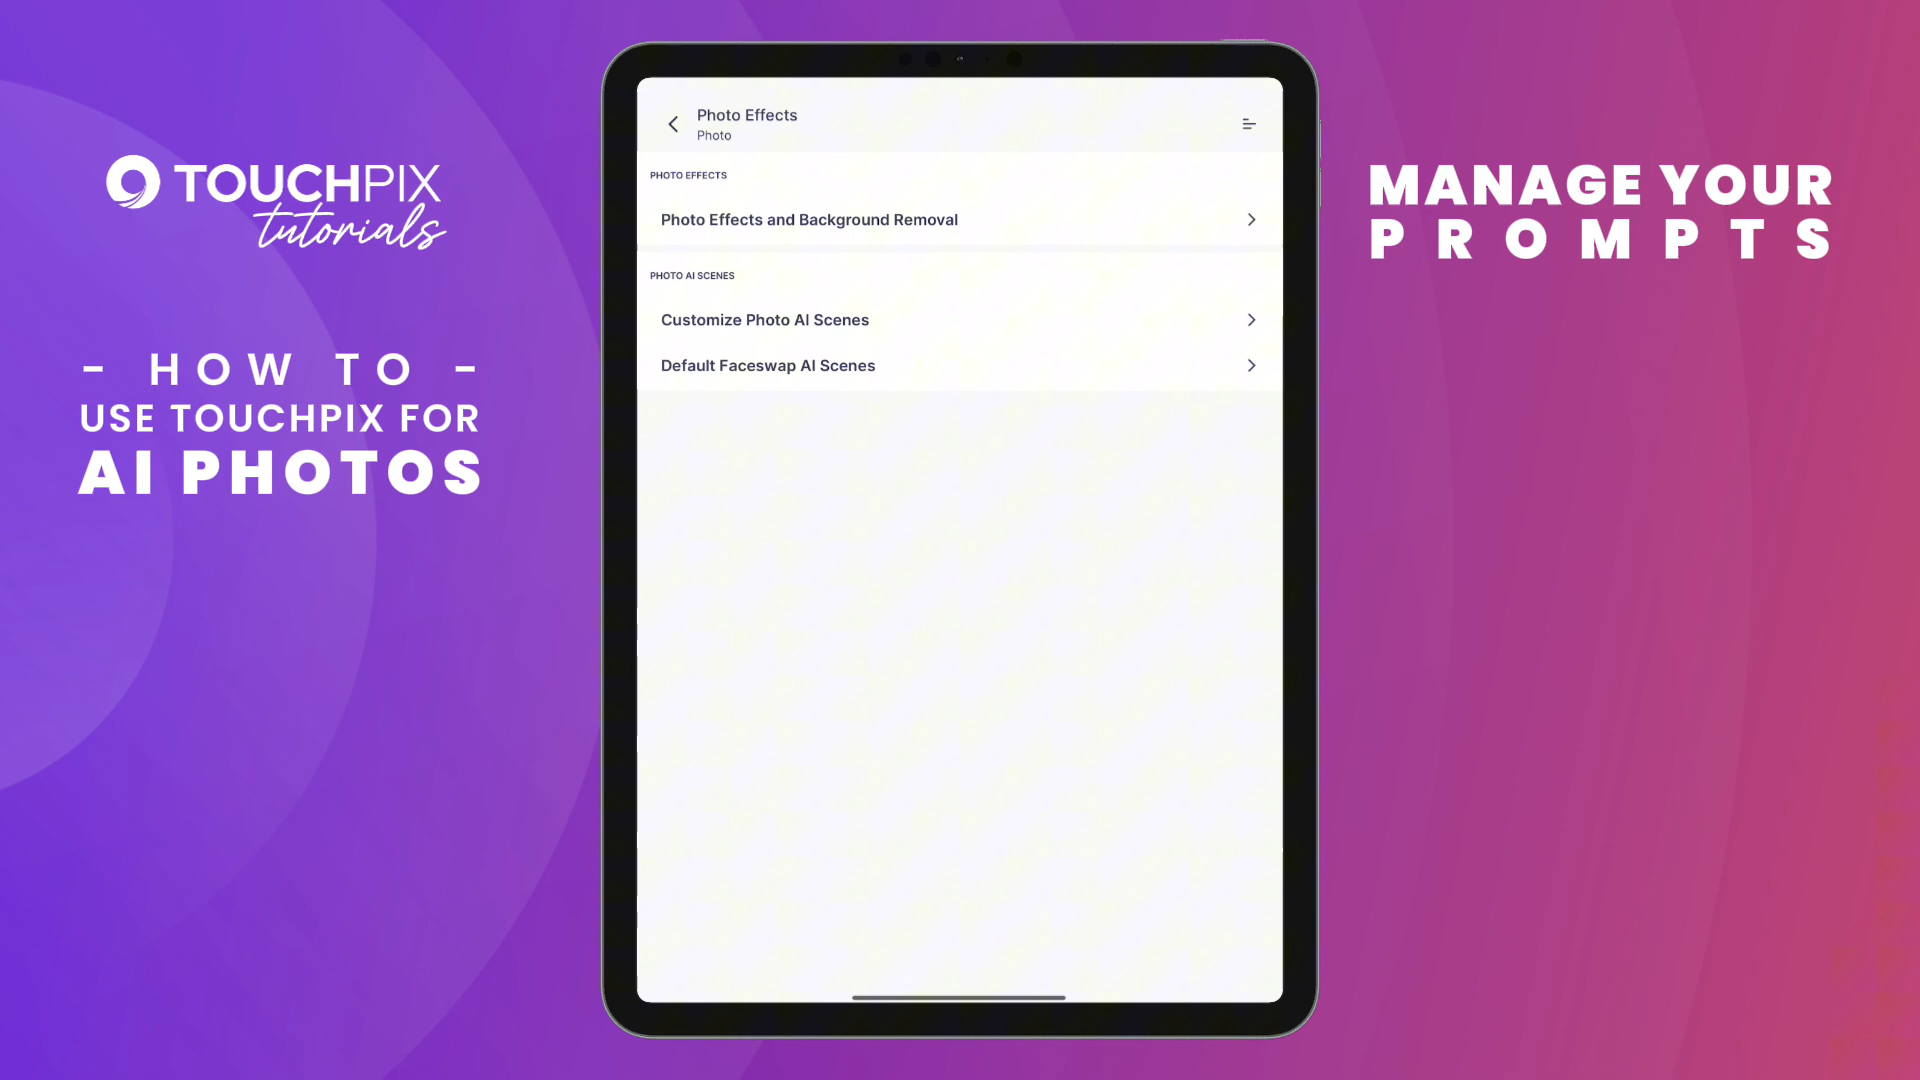 TOUCHPIX
tutorials
- HOW TO -
USE TOUCHPIX FOR
AI PHOTOS
Photo Effects
Photo
PHOTO EFFECTS
Photo Effects and Background Removal
PHOTO AI SCENES
Customize Photo AI Scenes
Default Faceswap AI Scenes
MANAGE YOUR
PROMPTS